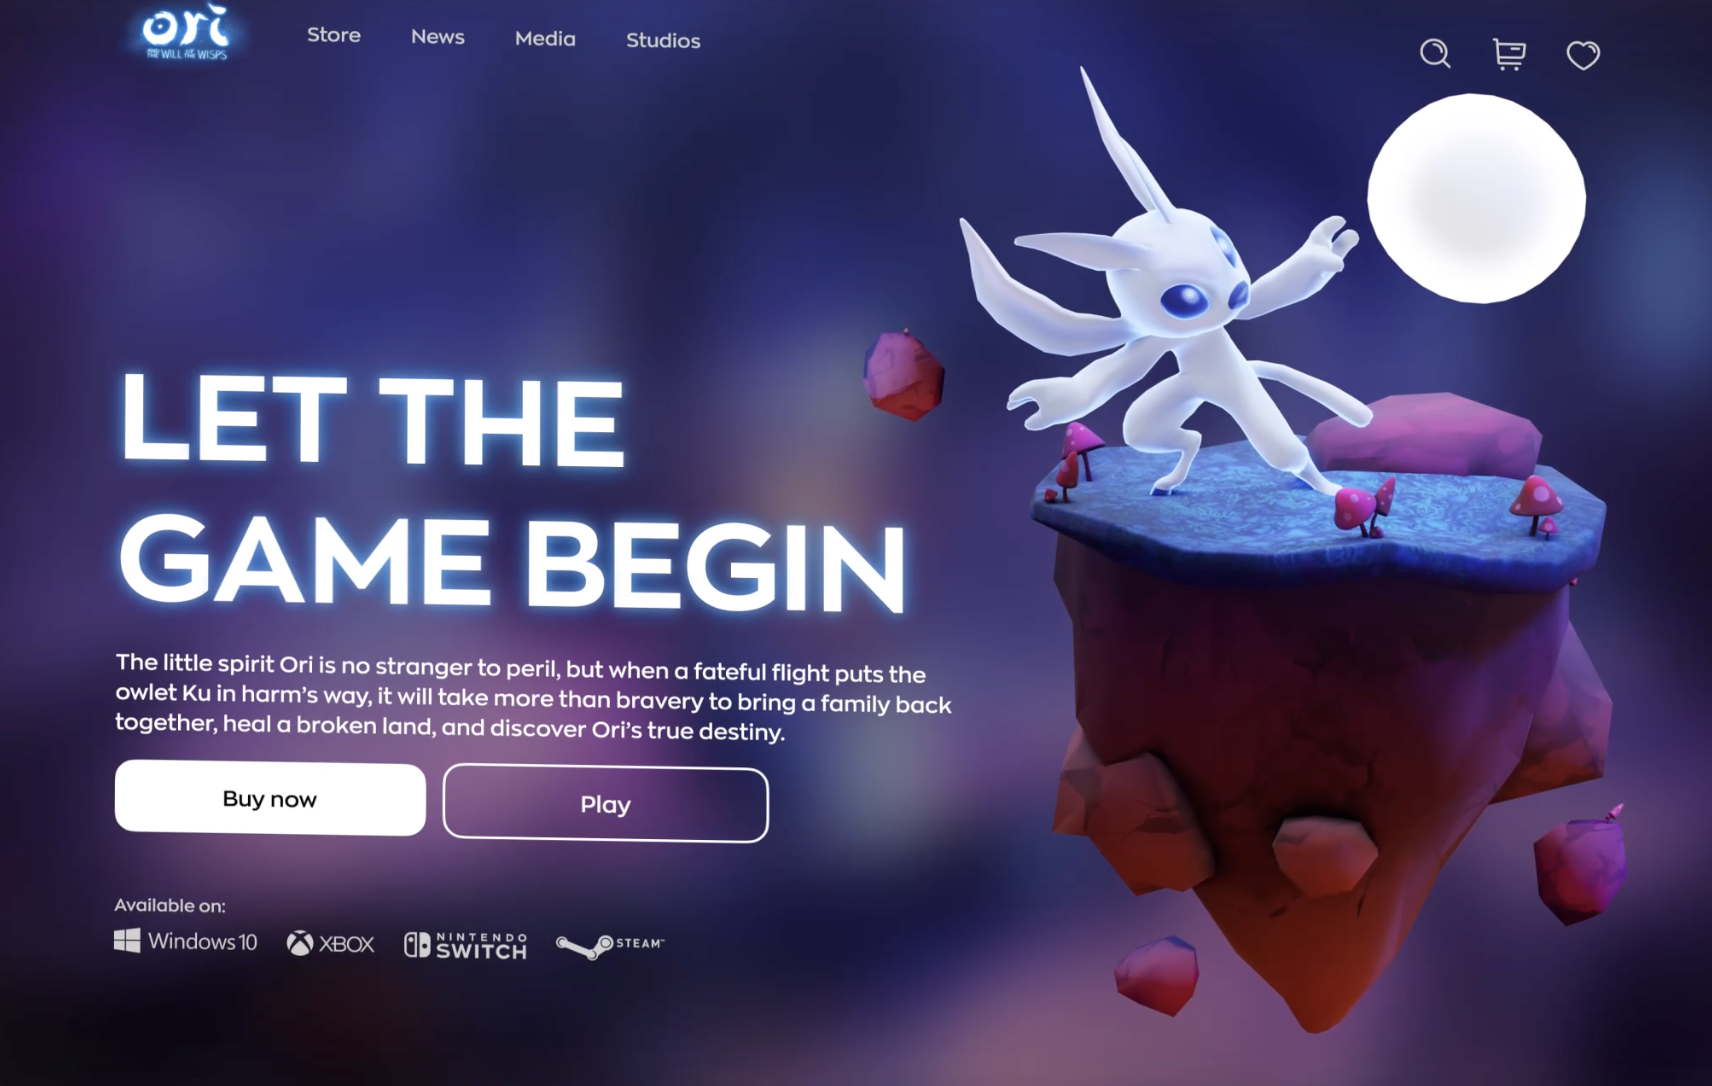 ori
AND THE WILL OF THE WISPS
Store
News
Media
Studios
LET THE
GAME BEGIN
The little spirit Ori is no stranger to peril, but when a fateful flight puts the
owlet Ku in harm's way, it will take more than bravery to bring a family back
together, heal a broken land, and discover Ori's true destiny.
Buy now
Play
Available on:
Windows 10
XBOX
NINTENDO
SWITCH
STEAM™